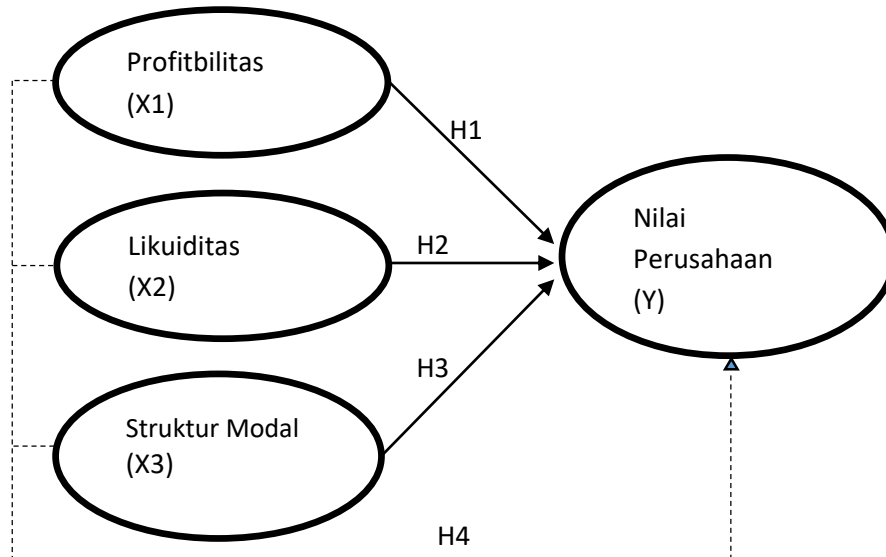 Profitbilitas
(X1)
H1
Likuiditas
(X2)
H2
Nilai
Perusahaan
(Y)
H3
Struktur Modal
(X3)
H4